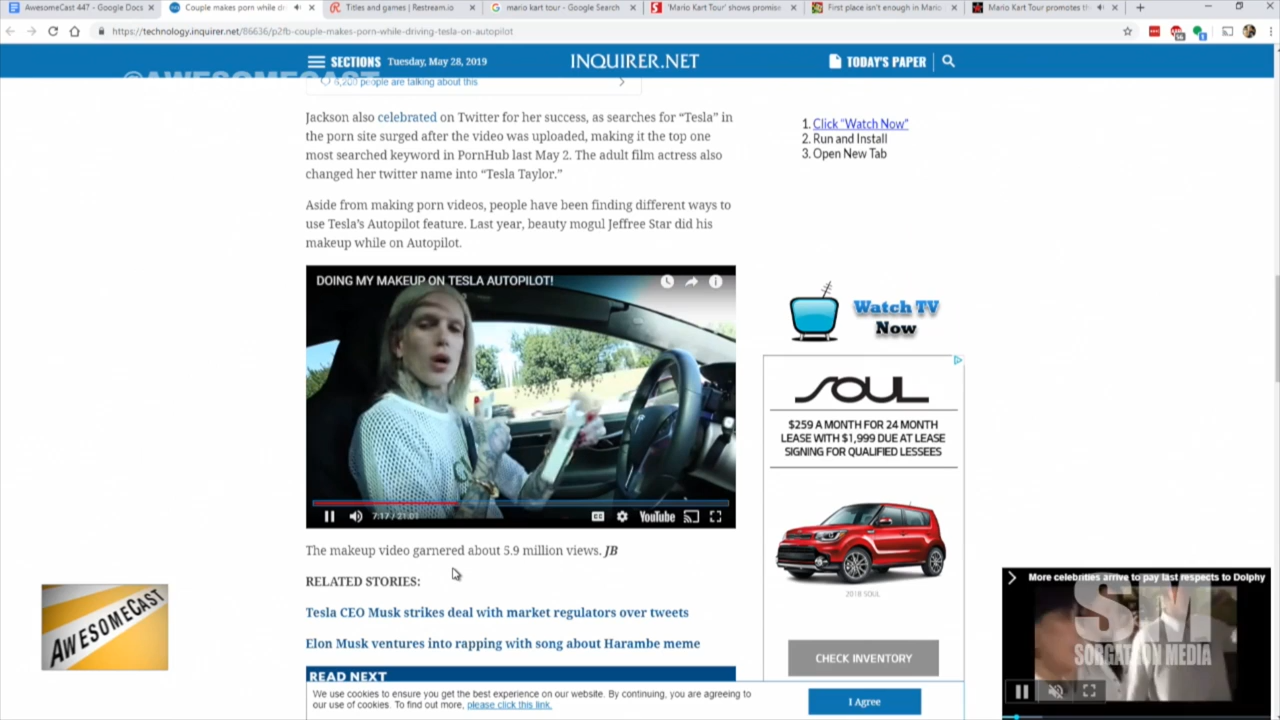 AwesomeCast 447 - Google Docs
Couple makes porn while dr
Titles and games | Restream.io
mario kart tour - Google Search
'Mario Kart Tour' shows promise
First place isn't enough in Mario
Mario Kart Tour promotes th
https://technology.inquirer.net/86636/p2fb-couple-makes-porn-while-driving-tesla-on-autopilot
SECTIONS Tuesday, May 28, 2019
INQUIRER.NET
TODAY'S PAPER
@AWESOMECAST
6,200 people are talking about this
Jackson also celebrated on Twitter for her success, as searches for “Tesla” in
the porn site surged after the video was uploaded, making it the top one
most searched keyword in PornHub last May 2. The adult film actress also
changed her twitter name into “Tesla Taylor.”
Aside from making porn videos, people have been finding different ways to
use Tesla’s Autopilot feature. Last year, beauty mogul Jeffree Star did his
makeup while on Autopilot.
DOING MY MAKEUP ON TESLA AUTOPILOT!
7:17 / 21:01
CC
YouTube
The makeup video garnered about 5.9 million views. JB
RELATED STORIES:
Tesla CEO Musk strikes deal with market regulators over tweets
Elon Musk ventures into rapping with song about Harambe meme
READ NEXT
We use cookies to ensure you get the best experience on our website. By continuing, you are agreeing to
our use of cookies. To find out more, please click this link.
I Agree
1. Click "Watch Now"
2. Run and Install
3. Open New Tab
Watch TV
Now
SOUL
$259 A MONTH FOR 24 MONTH
LEASE WITH $1,999 DUE AT LEASE
SIGNING FOR QUALIFIED LESSEES
2018 SOUL
CHECK INVENTORY
AWESOMECAST
More celebrities arrive to pay last respects to Dolphy
SM
SORGATRON MEDIA